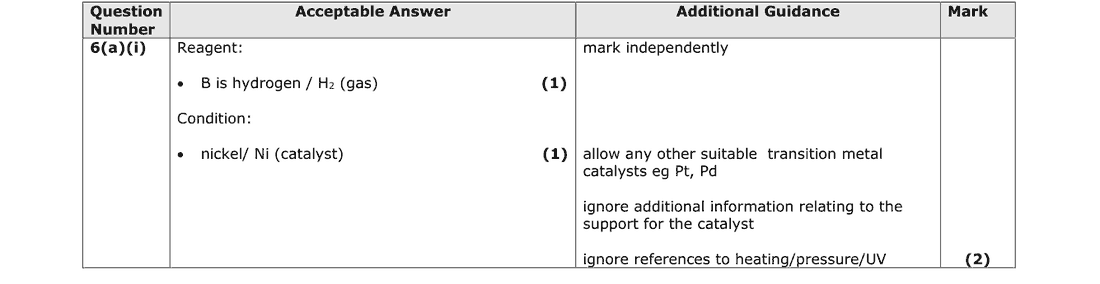 Question Number	Acceptable Answer	Additional Guidance	Mark
6(a)(i)	Reagent:	mark independently
• B is hydrogen / H₂ (gas)	(1)
Condition:
• nickel/ Ni (catalyst)	(1)	allow any other suitable transition metal
catalysts eg Pt, Pd
ignore additional information relating to the
support for the catalyst
ignore references to heating/pressure/UV	(2)